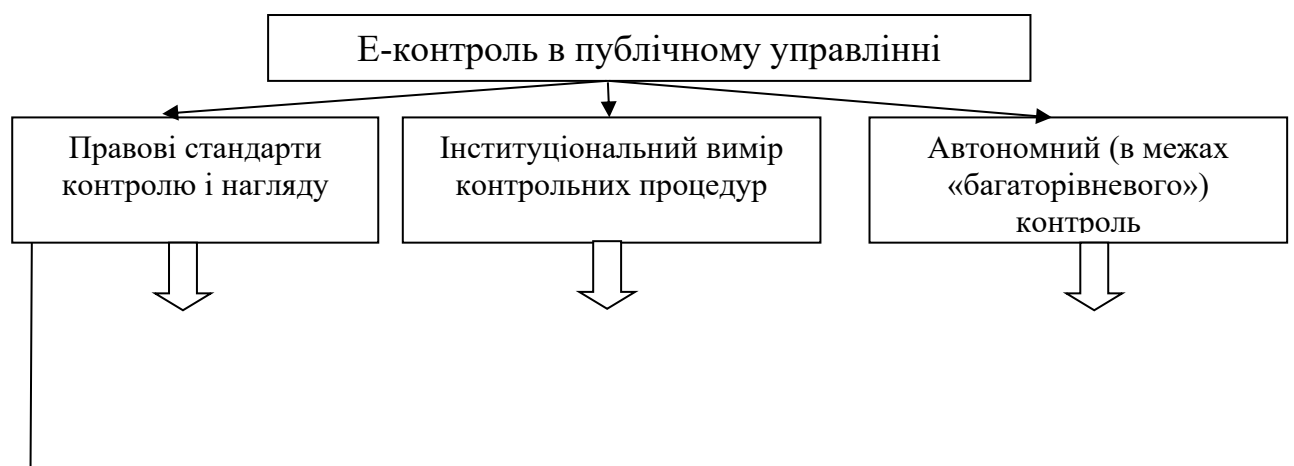 Е-контроль в публічному управлінні
Правові стандарти
контролю і нагляду
Інституціональний вимір
контрольних процедур
Автономний (в межах
«багаторівневого»)
контроль